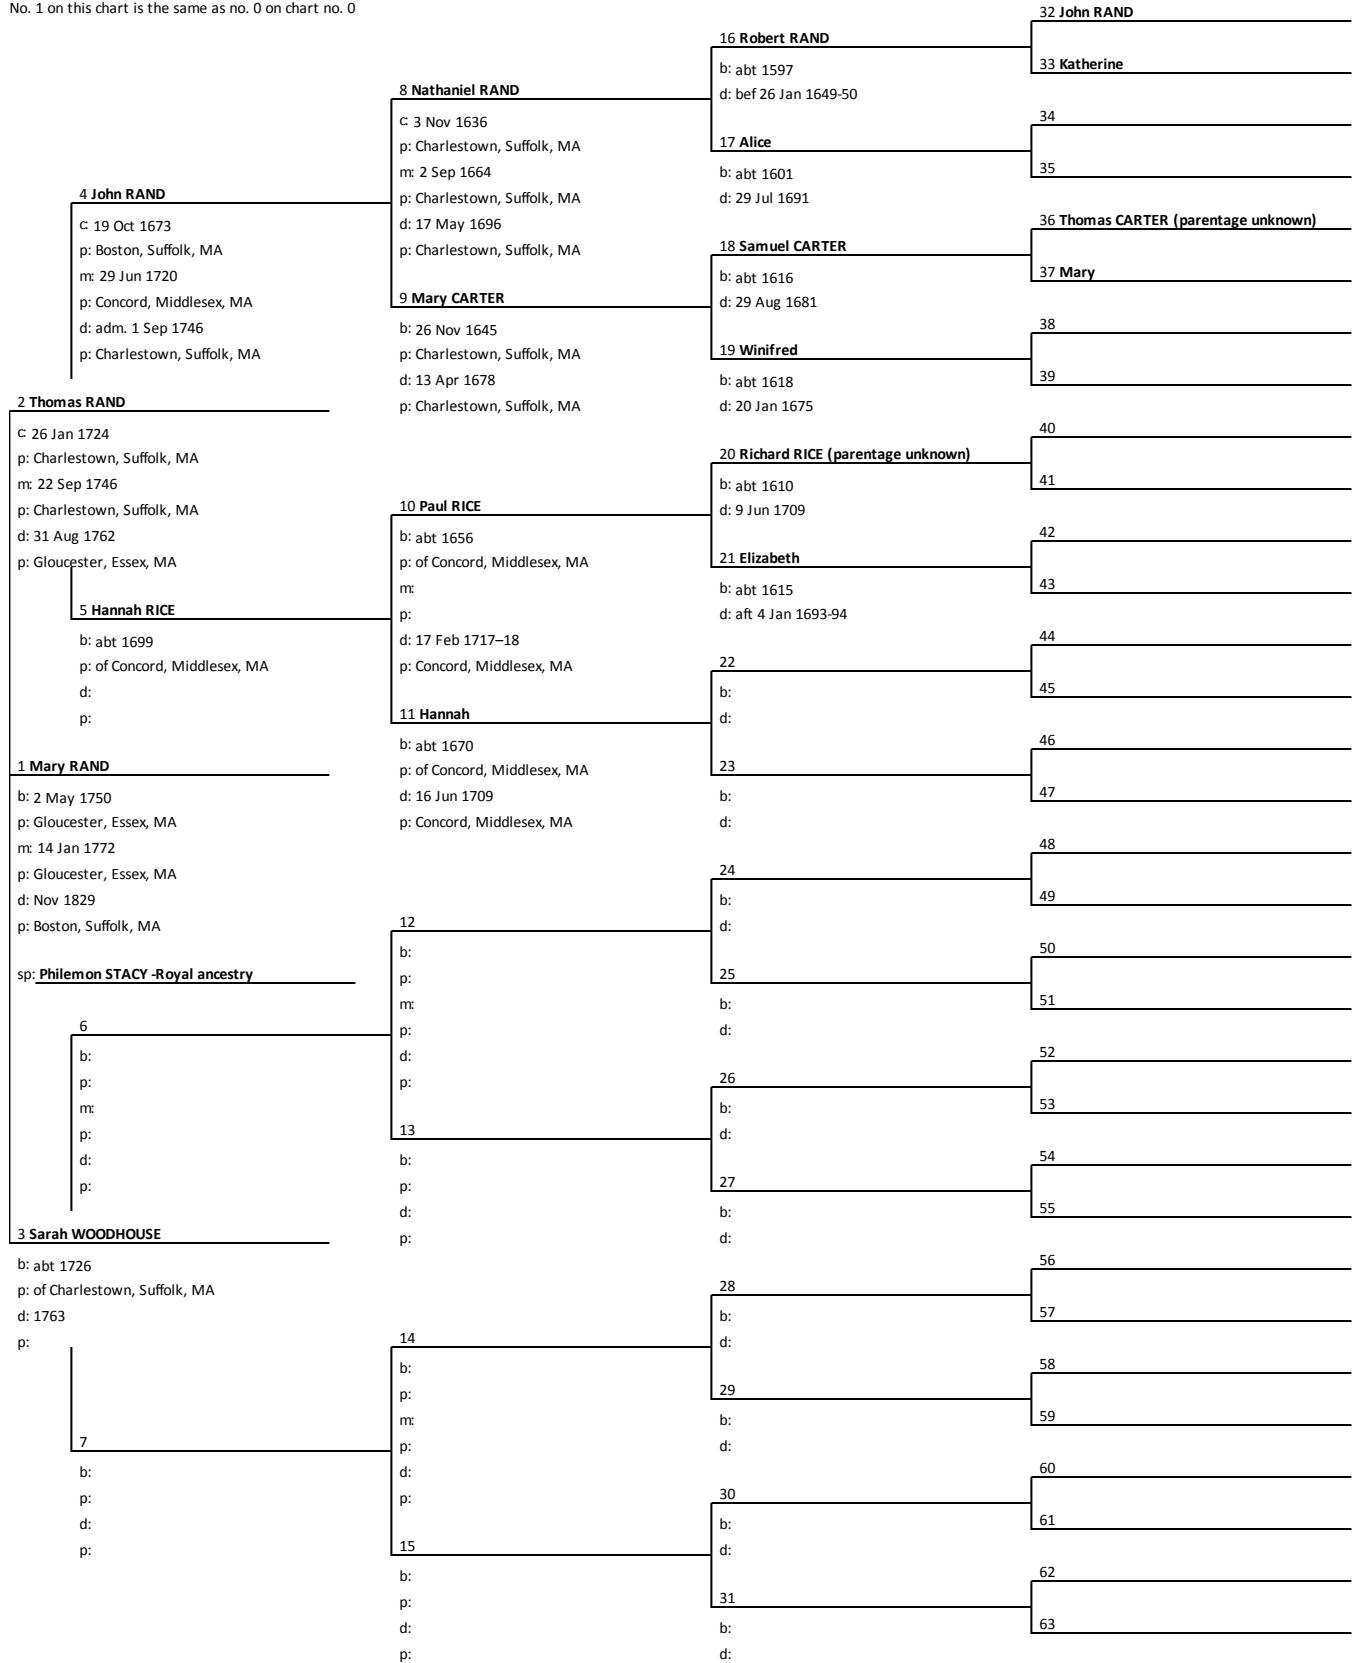 No. 1 on this chart is the same as no. 0 on chart no. 0
2 Thomas RAND
c: 26 Jan 1724
p: Charlestown, Suffolk, MA
m: 22 Sep 1746
p: Charlestown, Suffolk, MA
d: 31 Aug 1762
p: Gloucester, Essex, MA
1 Mary RAND
b: 2 May 1750
p: Gloucester, Essex, MA
m: 14 Jan 1772
p: Gloucester, Essex, MA
d: Nov 1829
p: Boston, Suffolk, MA
sp: Philemon STACY -Royal ancestry
3 Sarah WOODHOUSE
b: abt 1726
p: of Charlestown, Suffolk, MA
d: 1763
p:
4 John RAND
c: 19 Oct 1673
p: Boston, Suffolk, MA
m: 29 Jun 1720
p: Concord, Middlesex, MA
d: adm. 1 Sep 1746
p: Charlestown, Suffolk, MA
5 Hannah RICE
b: abt 1699
p: of Concord, Middlesex, MA
d:
p:
6
b:
p:
m:
p:
d:
p:
7
b:
p:
d:
p:
8 Nathaniel RAND
c: 3 Nov 1636
p: Charlestown, Suffolk, MA
m: 2 Sep 1664
p: Charlestown, Suffolk, MA
d: 17 May 1696
p: Charlestown, Suffolk, MA
9 Mary CARTER
b: 26 Nov 1645
p: Charlestown, Suffolk, MA
d: 13 Apr 1678
p: Charlestown, Suffolk, MA
10 Paul RICE
b: abt 1656
p: of Concord, Middlesex, MA
m:
p:
d: 17 Feb 1717–18
p: Concord, Middlesex, MA
11 Hannah
b: abt 1670
p: of Concord, Middlesex, MA
d: 16 Jun 1709
p: Concord, Middlesex, MA
12
b:
p:
m:
p:
d:
p:
13
b:
p:
d:
p:
14
b:
p:
m:
p:
d:
p:
15
b:
p:
d:
p:
16 Robert RAND
b: abt 1597
d: bef 26 Jan 1649-50
17 Alice
b: abt 1601
d: 29 Jul 1691
18 Samuel CARTER
b: abt 1616
d: 29 Aug 1681
19 Winifred
b: abt 1618
d: 20 Jan 1675
20 Richard RICE (parentage unknown)
b: abt 1610
d: 9 Jun 1709
21 Elizabeth
b: abt 1615
d: aft 4 Jan 1693-94
22
b:
d:
23
b:
d:
24
b:
d:
25
b:
d:
26
b:
d:
27
b:
d:
28
b:
d:
29
b:
d:
30
b:
d:
31
b:
d:
32 John RAND
33 Katherine
34
35
36 Thomas CARTER (parentage unknown)
37 Mary
38
39
40
41
42
43
44
45
46
47
48
49
50
51
52
53
54
55
56
57
58
59
60
61
62
63